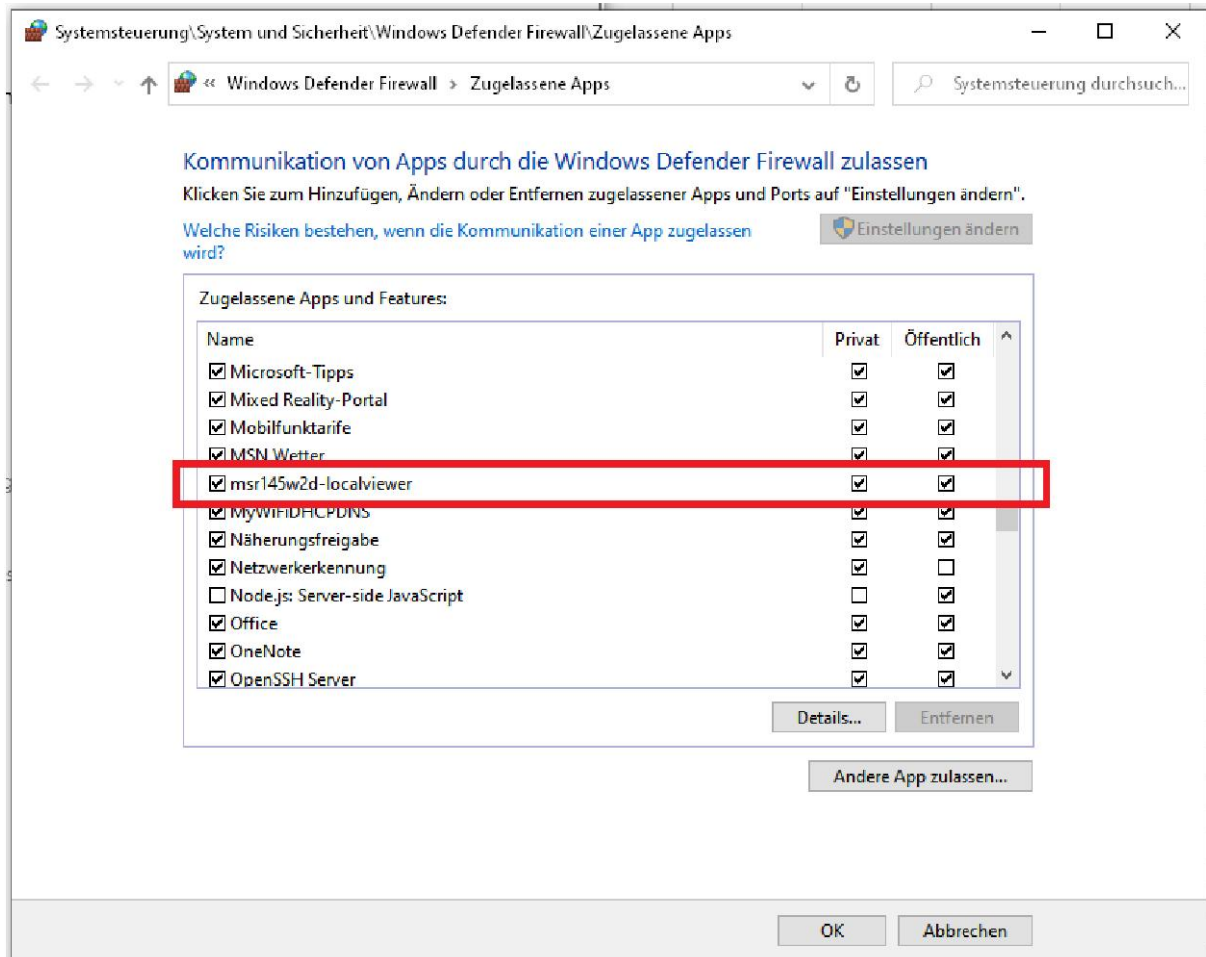 Systemsteuerung\System und Sicherheit\Windows Defender Firewall\Zugelassene Apps
« Windows Defender Firewall > Zugelassene Apps
Systemsteuerung durchsuch...
Kommunikation von Apps durch die Windows Defender Firewall zulassen
Klicken Sie zum Hinzufügen, Ändern oder Entfernen zugelassener Apps und Ports auf "Einstellungen ändern".
Welche Risiken bestehen, wenn die Kommunikation einer App zugelassen
wird?
Einstellungen ändern
Zugelassene Apps und Features:
Name Privat Öffentlich
Microsoft-Tipps
Mixed Reality-Portal
Mobilfunktarife
MSN Wetter
msr145w2d-localviewer
MyWiFiDHCPDNS
Näherungsfreigabe
Netzwerkerkennung
Node.js: Server-side JavaScript
Office
OneNote
OpenSSH Server
Details... Entfernen
Andere App zulassen...
OK Abbrechen